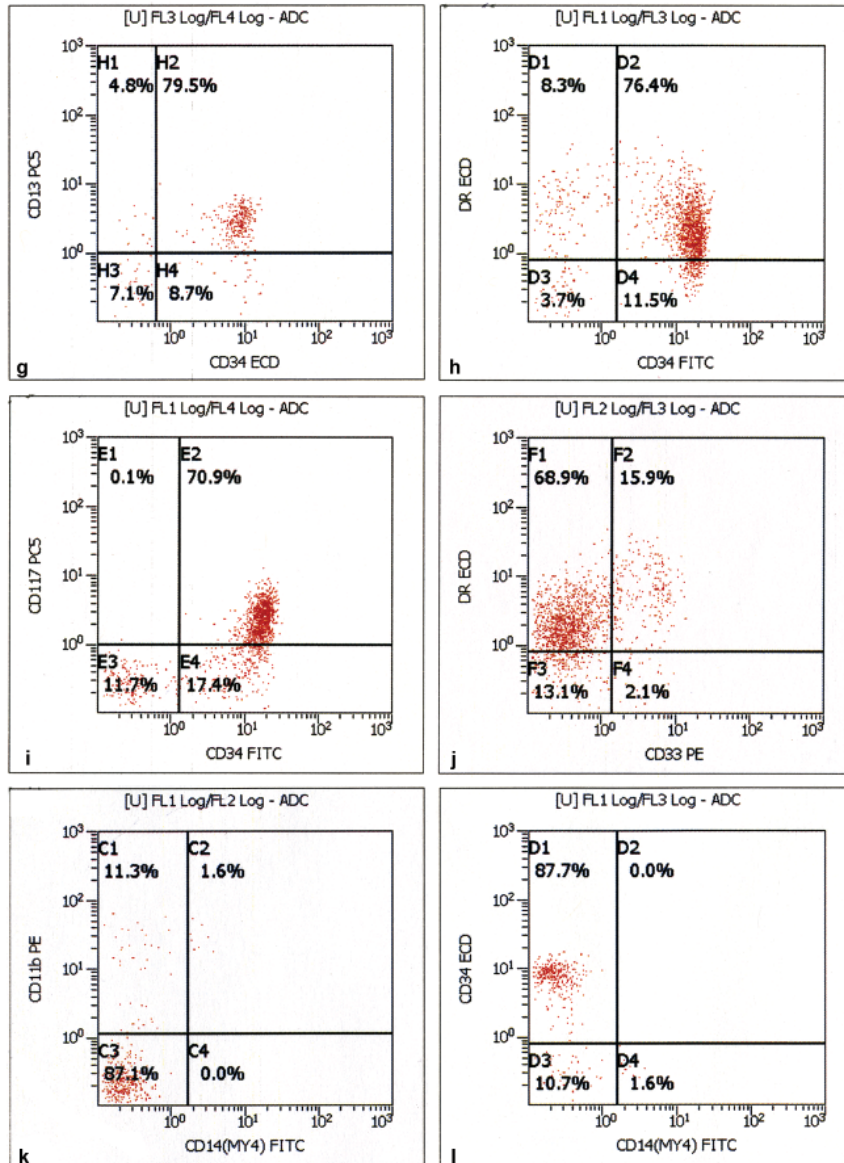 [U] FL3 Log/FL4 Log - ADC
10³
H1 H2
4.8% 79.5%
10²
CD13 PC5
10¹
10⁰
H3 H4
7.1% 8.7%
10⁰ 10¹ 10² 10³
CD34 ECD
g
[U] FL1 Log/FL3 Log - ADC
10³
D1 D2
8.3% 76.4%
10²
DR ECD
10¹
10⁰
D3 D4
3.7% 11.5%
10⁰ 10¹ 10² 10³
CD34 FITC
h
[U] FL1 Log/FL4 Log - ADC
10³
E1 E2
0.1% 70.9%
10²
CD117 PC5
10¹
10⁰
E3 E4
11.7% 17.4%
10⁰ 10¹ 10² 10³
CD34 FITC
i
[U] FL2 Log/FL3 Log - ADC
10³
F1 F2
68.9% 15.9%
10²
DR ECD
10¹
10⁰
F3 F4
13.1% 2.1%
10⁰ 10¹ 10² 10³
CD33 PE
j
[U] FL1 Log/FL2 Log - ADC
10³
C1 C2
11.3% 1.6%
10²
CD11b PE
10¹
10⁰
C3 C4
87.1% 0.0%
10⁰ 10¹ 10² 10³
CD14(MY4) FITC
k
[U] FL1 Log/FL3 Log - ADC
10³
D1 D2
87.7% 0.0%
10²
CD34 ECD
10¹
10⁰
D3 D4
10.7% 1.6%
10⁰ 10¹ 10² 10³
CD14(MY4) FITC
l